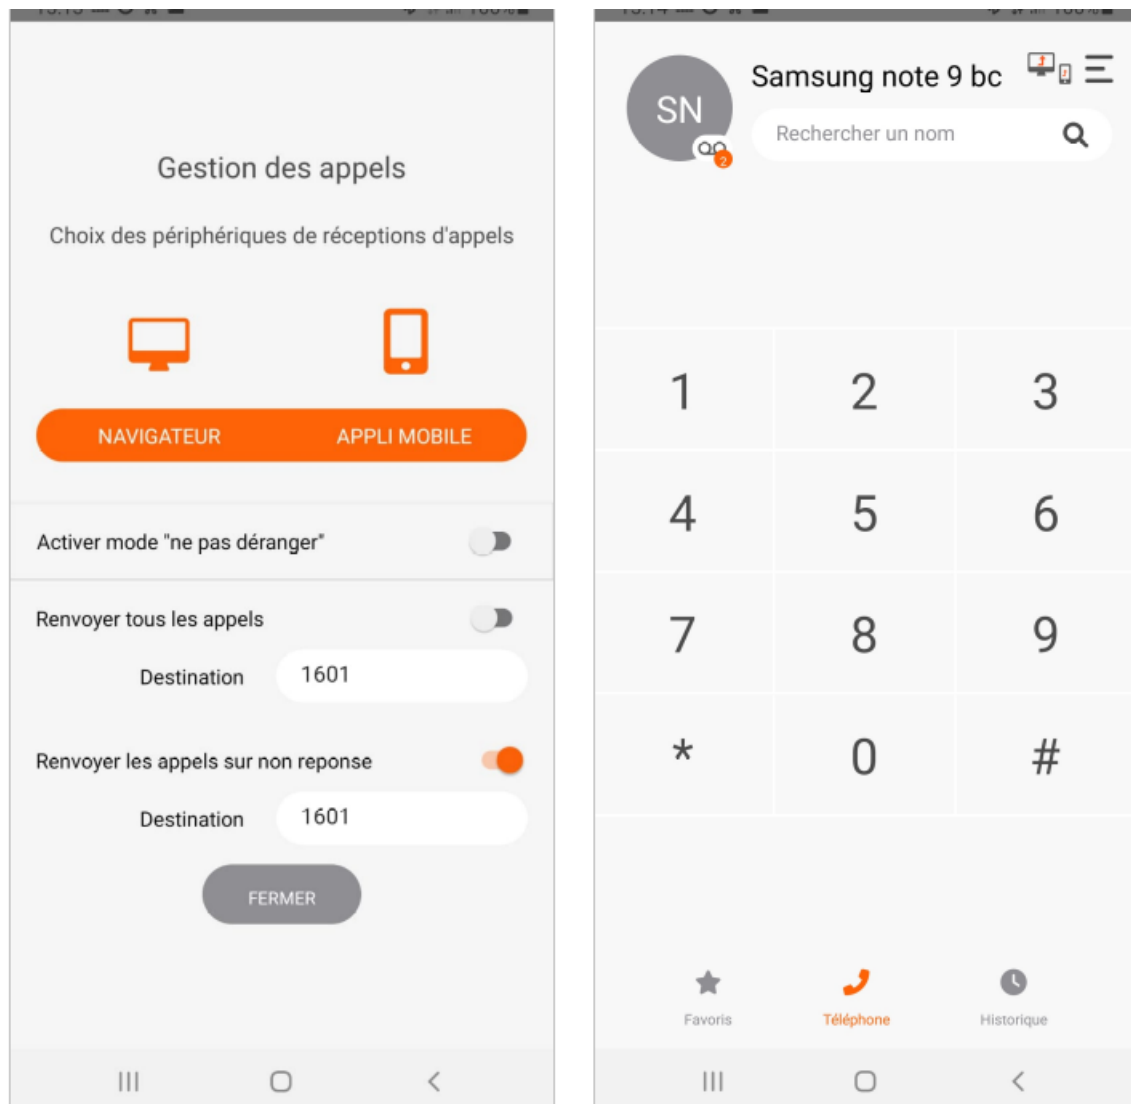 Gestion des appels
Choix des périphériques de réceptions d'appels
NAVIGATEUR APPLI MOBILE
Activer mode "ne pas déranger"
Renvoyer tous les appels
Destination 1601
Renvoyer les appels sur non reponse
Destination 1601
FERMER
Samsung note 9 bc
SN
Rechercher un nom
2
1 2 3
4 5 6
7 8 9
* 0 #
Favoris Téléphone Historique